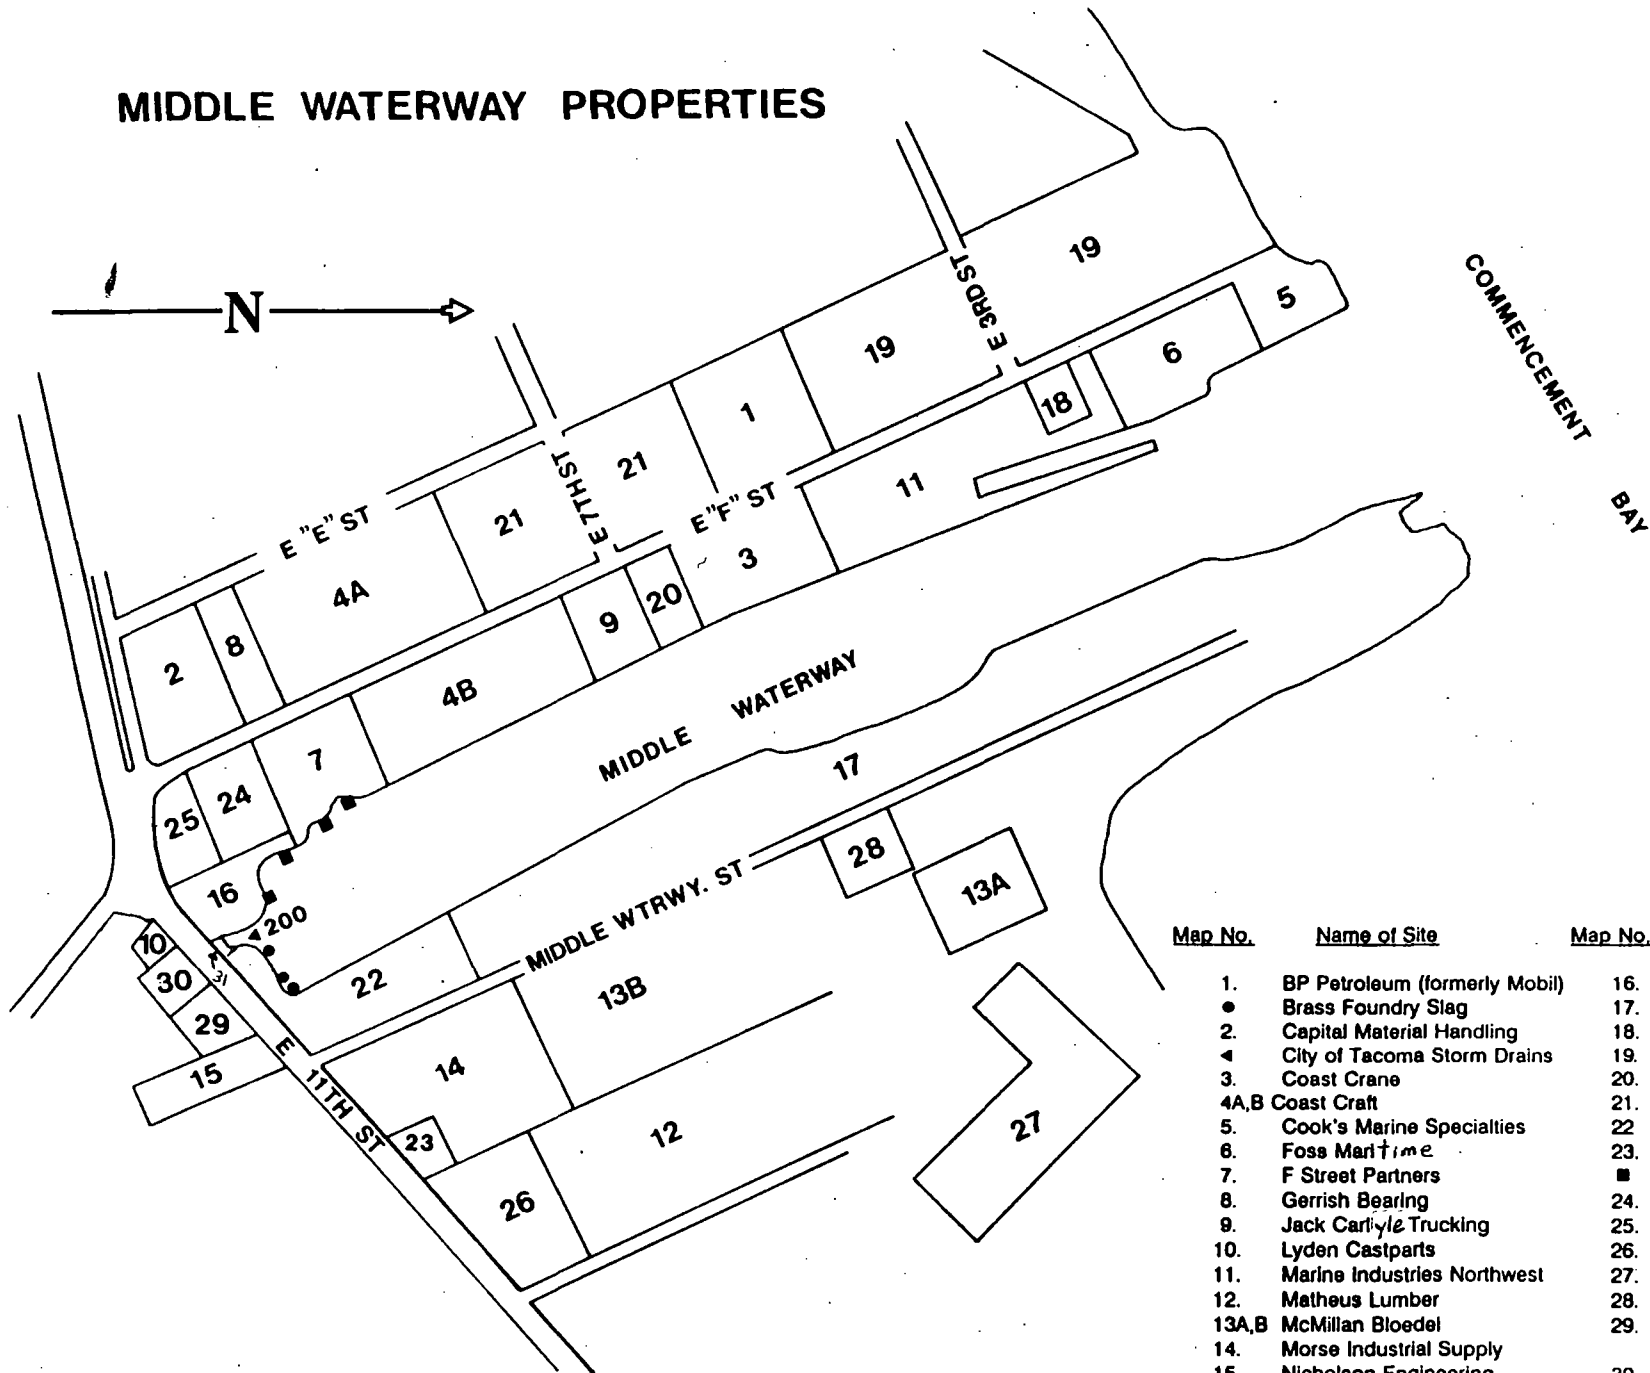 MIDDLE WATERWAY PROPERTIES
N
COMMENCEMENT
BAY
19
5
E 3RD ST
19
6
1
18
21
11
E 7TH ST
E "F" ST
21
E "E" ST
3
4A
20
9
8
2
4B
MIDDLE WATERWAY
7
17
24
25
28
16
13A
MIDDLE WTRWY. ST
200
10
31
30
22
13B
29
E 11TH ST
15
14
23
12
27
26
Map No. Name of Site Map No.
1. BP Petroleum (formerly Mobil) 16.
● Brass Foundry Slag 17.
2. Capital Material Handling 18.
◄ City of Tacoma Storm Drains 19.
3. Coast Crane 20.
4A,B Coast Craft 21.
5. Cook's Marine Specialties 22
6. Foss Maritime 23.
7. F Street Partners ■
8. Gerrish Bearing 24.
9. Jack Carlyle Trucking 25.
10. Lyden Castparts 26.
11. Marine Industries Northwest 27.
12. Matheus Lumber 28.
13A,B McMillan Bloedel 29.
14. Morse Industrial Supply
15. Nicholson Engineering 30.